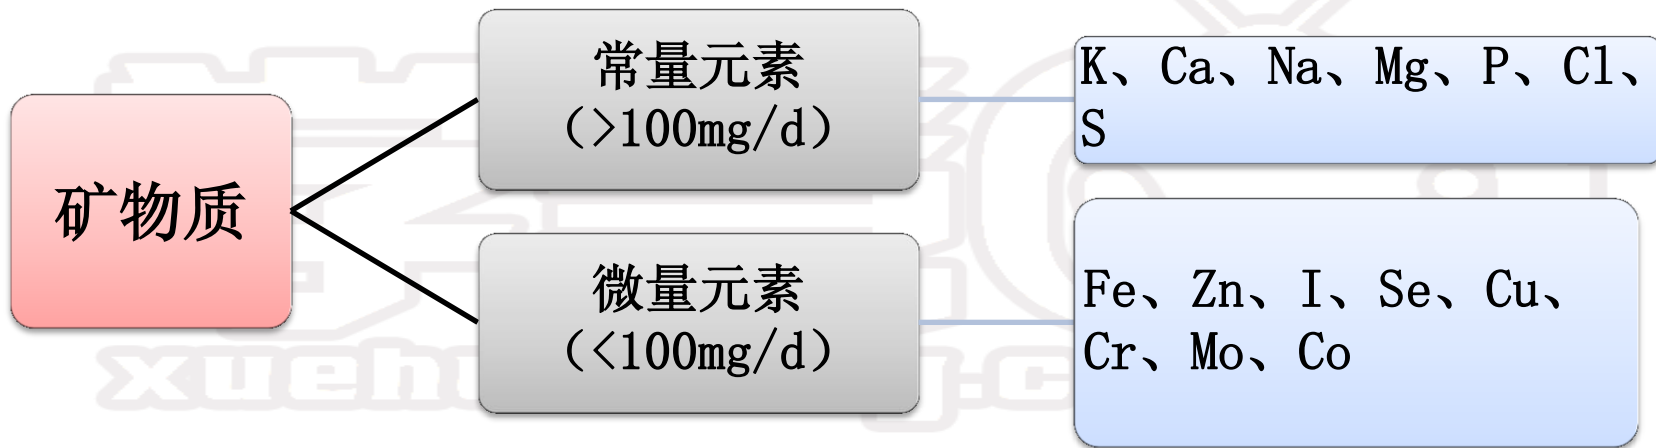 矿物质
常量元素
(>100mg/d)
K、Ca、Na、Mg、P、Cl、
S
微量元素
(<100mg/d)
Fe、Zn、I、Se、Cu、
Cr、Mo、Co